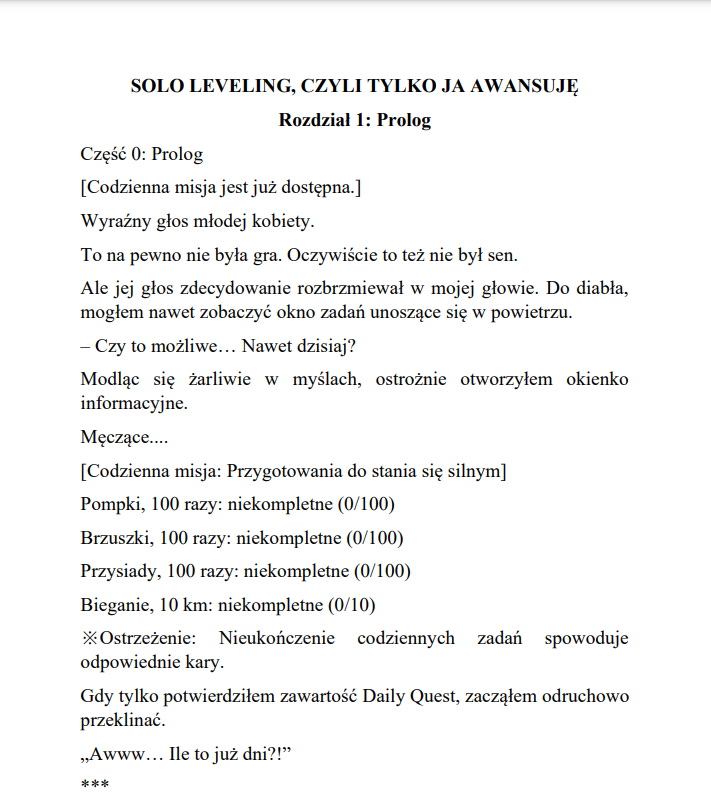 SOLO LEVELING, CZYLI TYLKO JA AWANSUJĘ
Rozdział 1: Prolog
Część 0: Prolog
[Codzienna misja jest już dostępna.]
Wyraźny głos młodej kobiety.
To na pewno nie była gra. Oczywiście to też nie był sen.
Ale jej głos zdecydowanie rozbrzmiewał w mojej głowie. Do diabła,
mogłem nawet zobaczyć okno zadań unoszące się w powietrzu.
– Czy to możliwe… Nawet dzisiaj?
Modląc się żarliwie w myślach, ostrożnie otworzyłem okienko
informacyjne.
Męczące....
[Codzienna misja: Przygotowania do stania się silnym]
Pompki, 100 razy: niekompletne (0/100)
Brzuszki, 100 razy: niekompletne (0/100)
Przysiady, 100 razy: niekompletne (0/100)
Bieganie, 10 km: niekompletne (0/10)
※Ostrzeżenie: Nieukończenie codziennych zadań spowoduje
odpowiednie kary.
Gdy tylko potwierdziłem zawartość Daily Quest, zacząłem odruchowo
przeklinać.
„Awww… Ile to już dni?!”
***